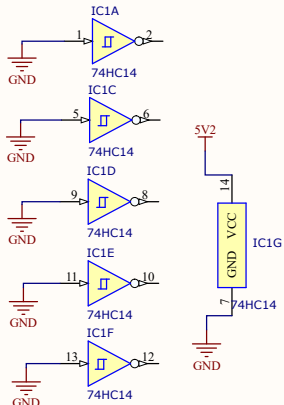 IC1A
1 2
GND
74HC14
IC1C
5 6
GND
74HC14
5V2
IC1D
9 8
GND
74HC14
14
VCC
GND
IC1G
7
74HC14
IC1E
11 10
GND
74HC14
GND
IC1F
13 12
GND
74HC14